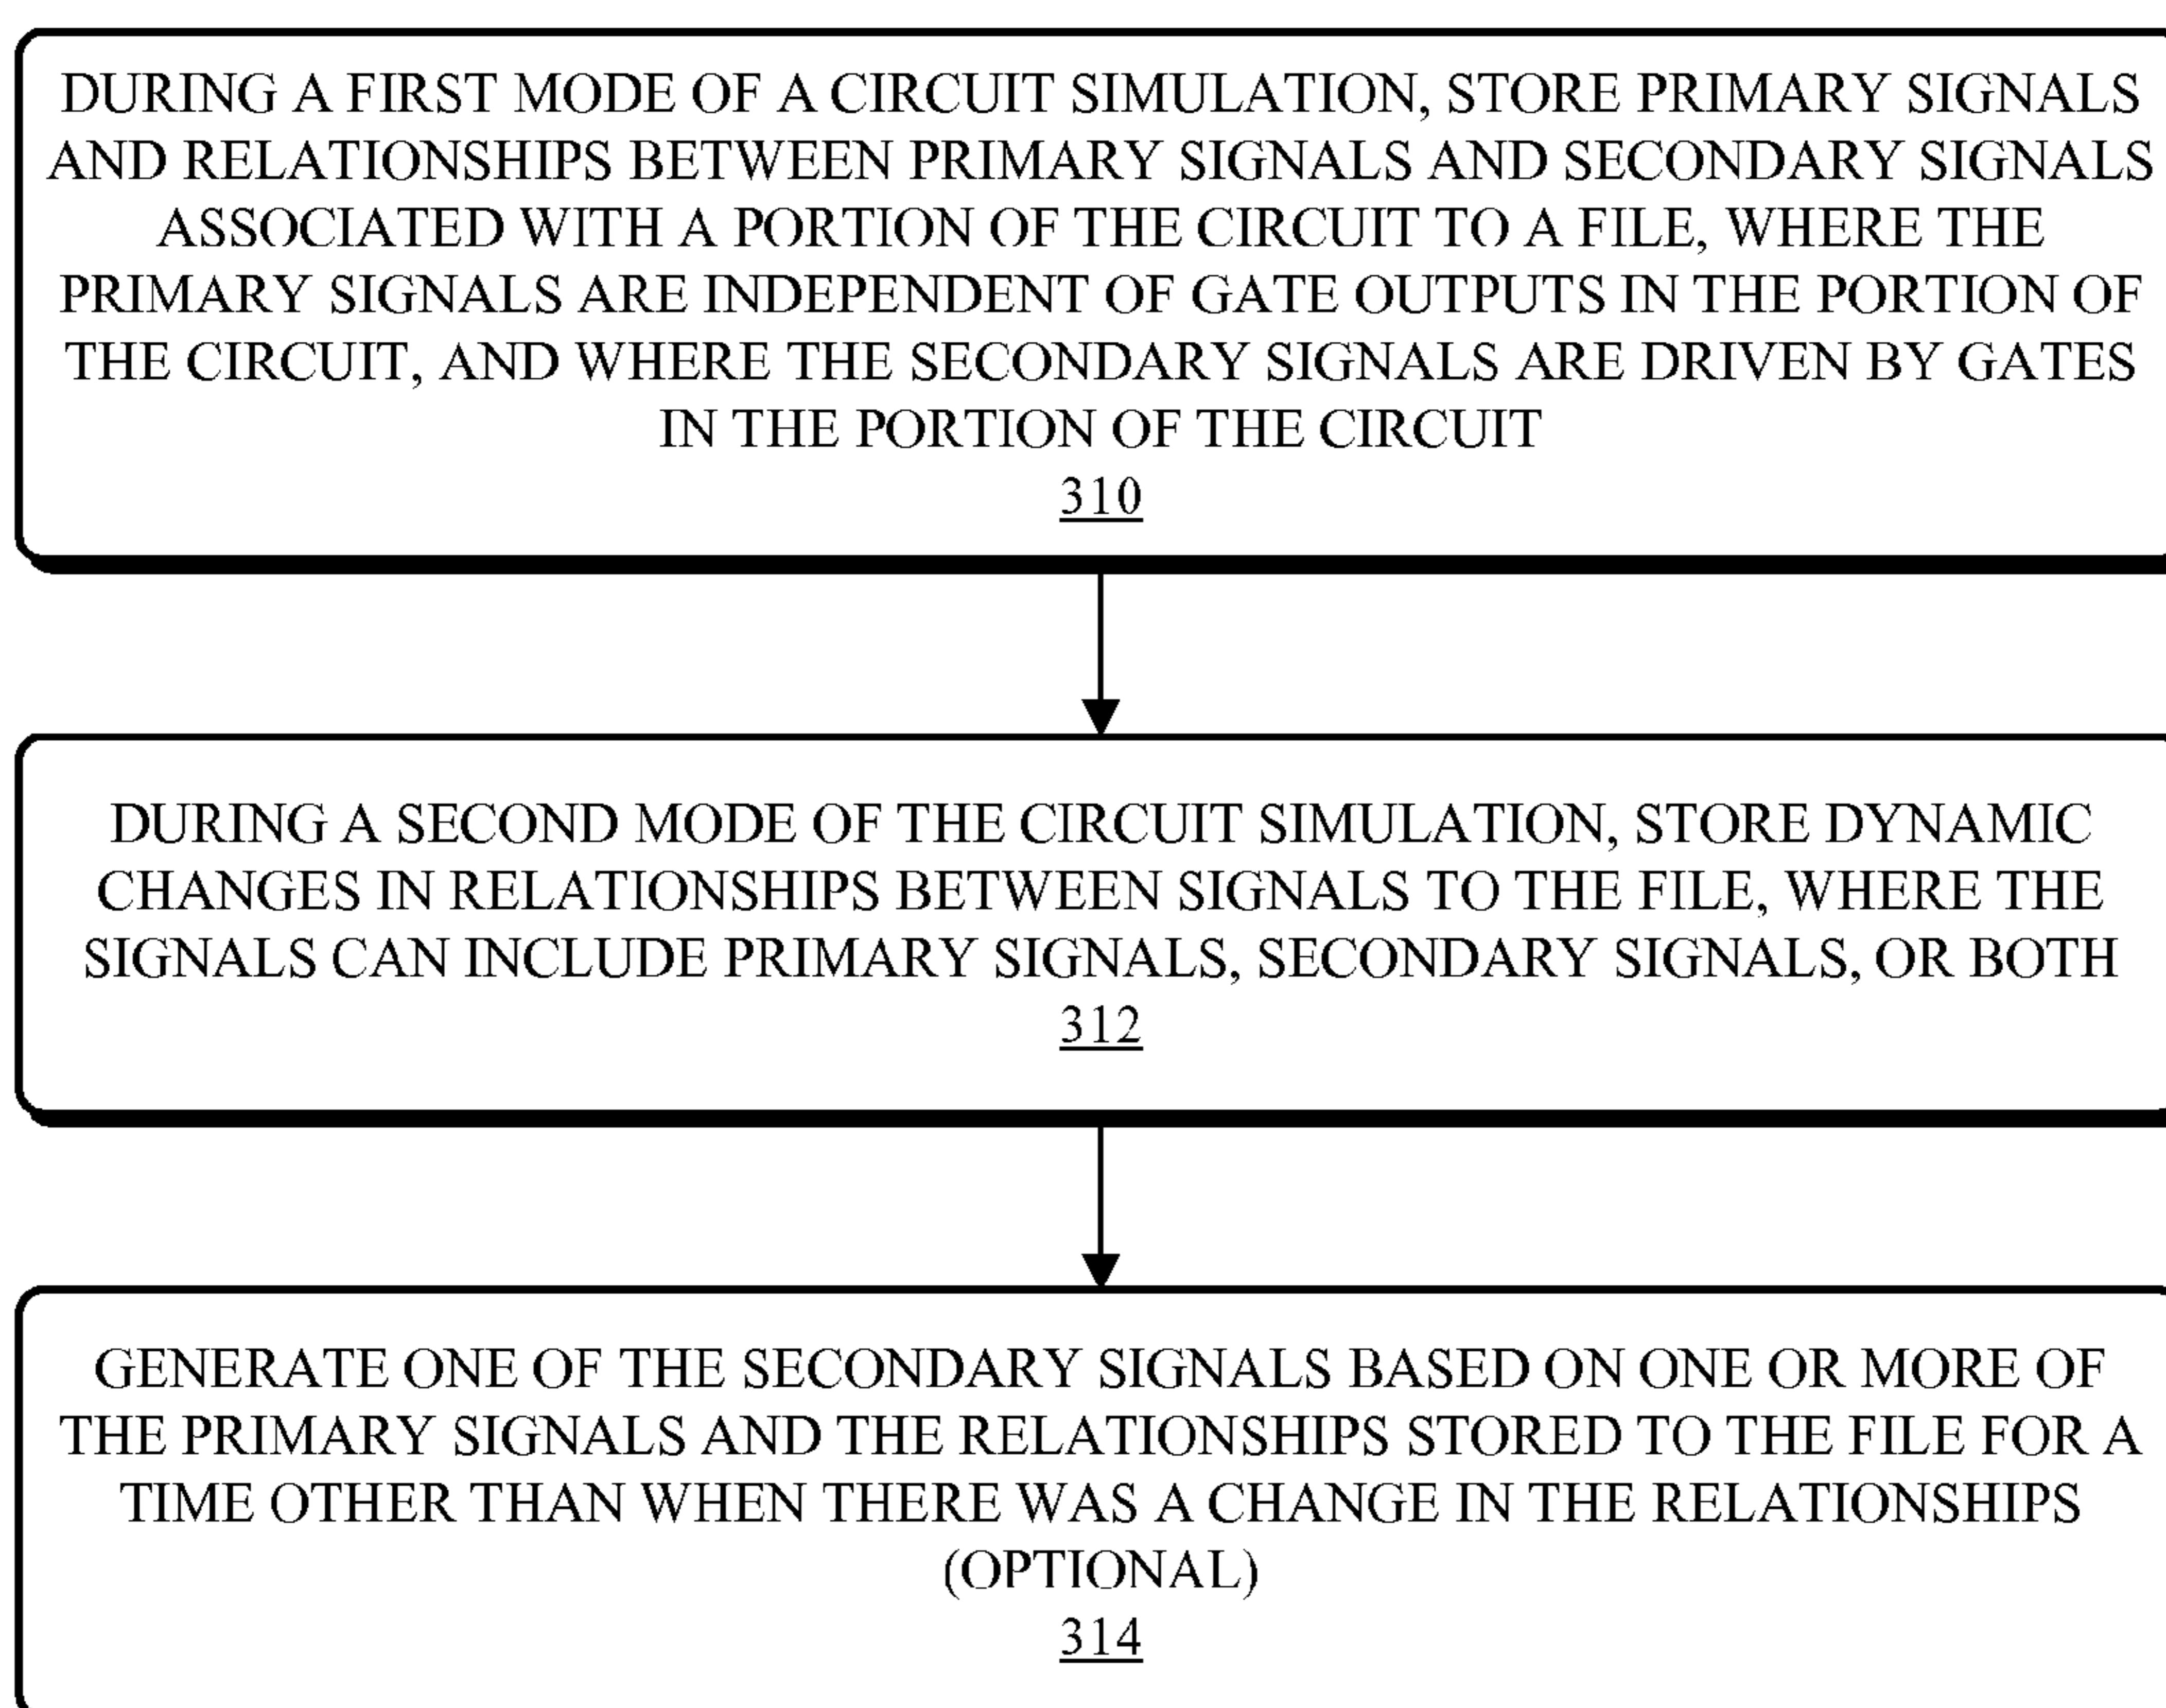 DURING A FIRST MODE OF A CIRCUIT SIMULATION, STORE PRIMARY SIGNALS
AND RELATIONSHIPS BETWEEN PRIMARY SIGNALS AND SECONDARY SIGNALS
ASSOCIATED WITH A PORTION OF THE CIRCUIT TO A FILE, WHERE THE
PRIMARY SIGNALS ARE INDEPENDENT OF GATE OUTPUTS IN THE PORTION OF
THE CIRCUIT, AND WHERE THE SECONDARY SIGNALS ARE DRIVEN BY GATES
IN THE PORTION OF THE CIRCUIT
310
DURING A SECOND MODE OF THE CIRCUIT SIMULATION, STORE DYNAMIC
CHANGES IN RELATIONSHIPS BETWEEN SIGNALS TO THE FILE, WHERE THE
SIGNALS CAN INCLUDE PRIMARY SIGNALS, SECONDARY SIGNALS, OR BOTH
312
GENERATE ONE OF THE SECONDARY SIGNALS BASED ON ONE OR MORE OF
THE PRIMARY SIGNALS AND THE RELATIONSHIPS STORED TO THE FILE FOR A
TIME OTHER THAN WHEN THERE WAS A CHANGE IN THE RELATIONSHIPS
(OPTIONAL)
314